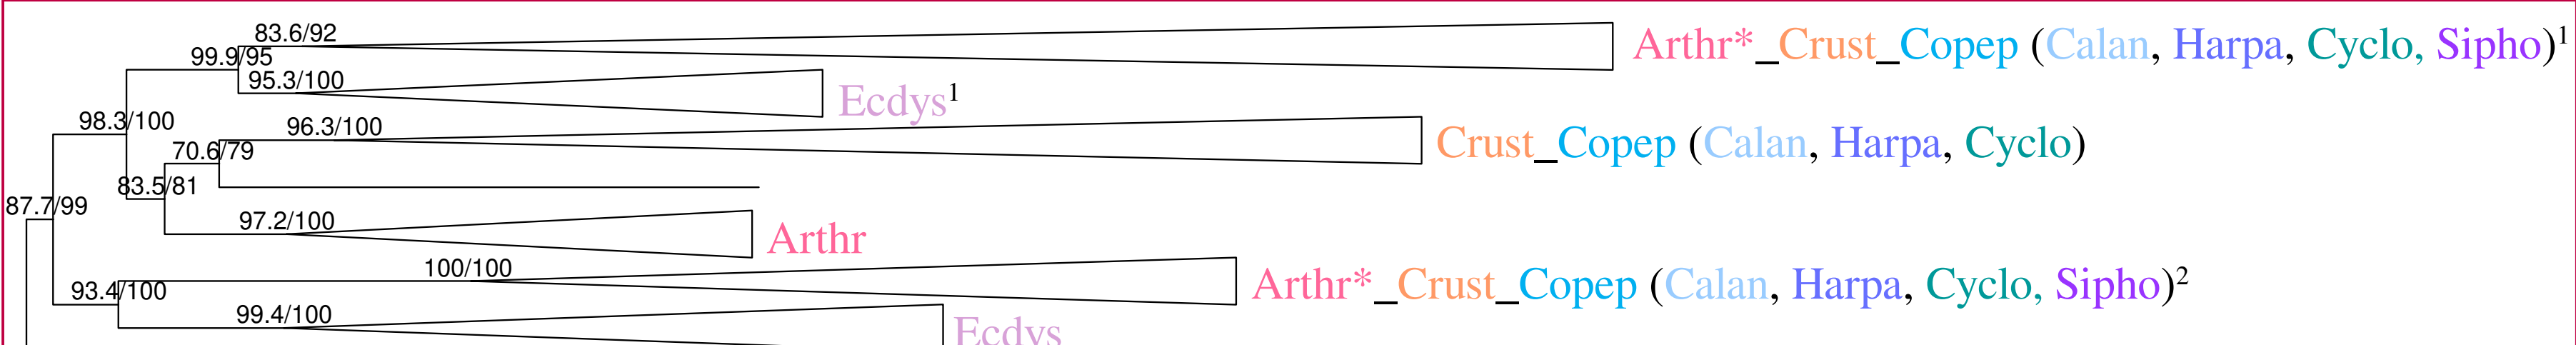 83.6/92
Arthr*_Crust_Copep (Calan, Harpa, Cyclo, Sipho)¹
99.9/95
95.3/100
Ecdys¹
98.3/100
96.3/100
Crust_Copep (Calan, Harpa, Cyclo)
70.6/79
83.5/81
87.7/99
97.2/100
Arthr
100/100
Arthr*_Crust_Copep (Calan, Harpa, Cyclo, Sipho)²
93.4/100
99.4/100
Ecdys